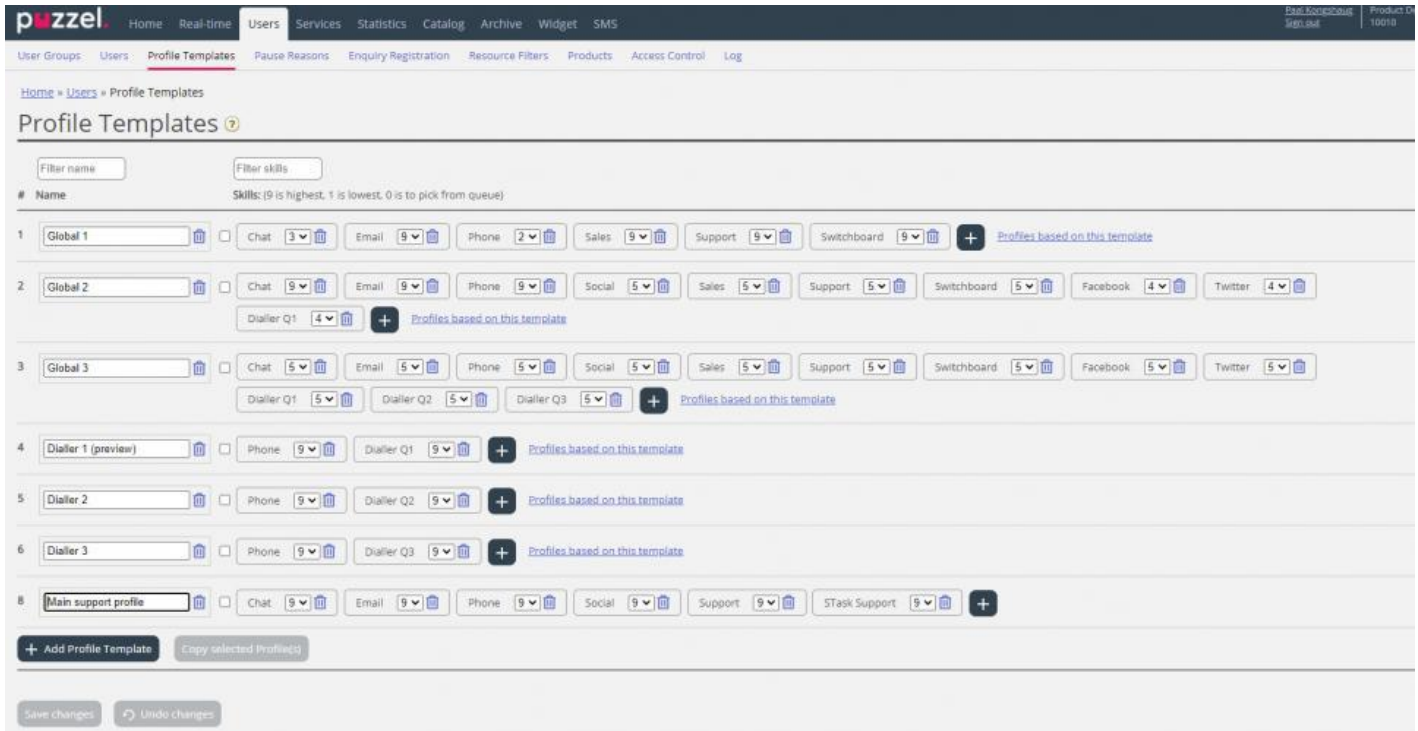 puzzel. Home Real-time Users Services Statistics Catalog Archive Widget SMS
Paal Kongshaug Product De
Sign out 10010
User Groups Users Profile Templates Pause Reasons Enquiry Registration Resource Filters Products Access Control Log
Home » Users » Profile Templates
Profile Templates ?
Filter name Filter skills
# Name Skills: (9 is highest, 1 is lowest, 0 is to pick from queue)
1 Global 1 Chat 3 Email 9 Phone 2 Sales 9 Support 9 Switchboard 9 + Profiles based on this template
2 Global 2 Chat 9 Email 9 Phone 9 Social 5 Sales 5 Support 5 Switchboard 5 Facebook 4 Twitter 4
Dialler Q1 4 + Profiles based on this template
3 Global 3 Chat 5 Email 5 Phone 5 Social 5 Sales 5 Support 5 Switchboard 5 Facebook 5 Twitter 5
Dialler Q1 5 Dialler Q2 5 Dialler Q3 5 + Profiles based on this template
4 Dialler 1 (preview) Phone 9 Dialler Q1 9 + Profiles based on this template
5 Dialler 2 Phone 9 Dialler Q2 9 + Profiles based on this template
6 Dialler 3 Phone 9 Dialler Q3 9 + Profiles based on this template
8 Main support profile Chat 9 Email 9 Phone 9 Social 9 Support 9 STask Support 9 +
+ Add Profile Template Copy selected Profile(s)
Save changes Undo changes